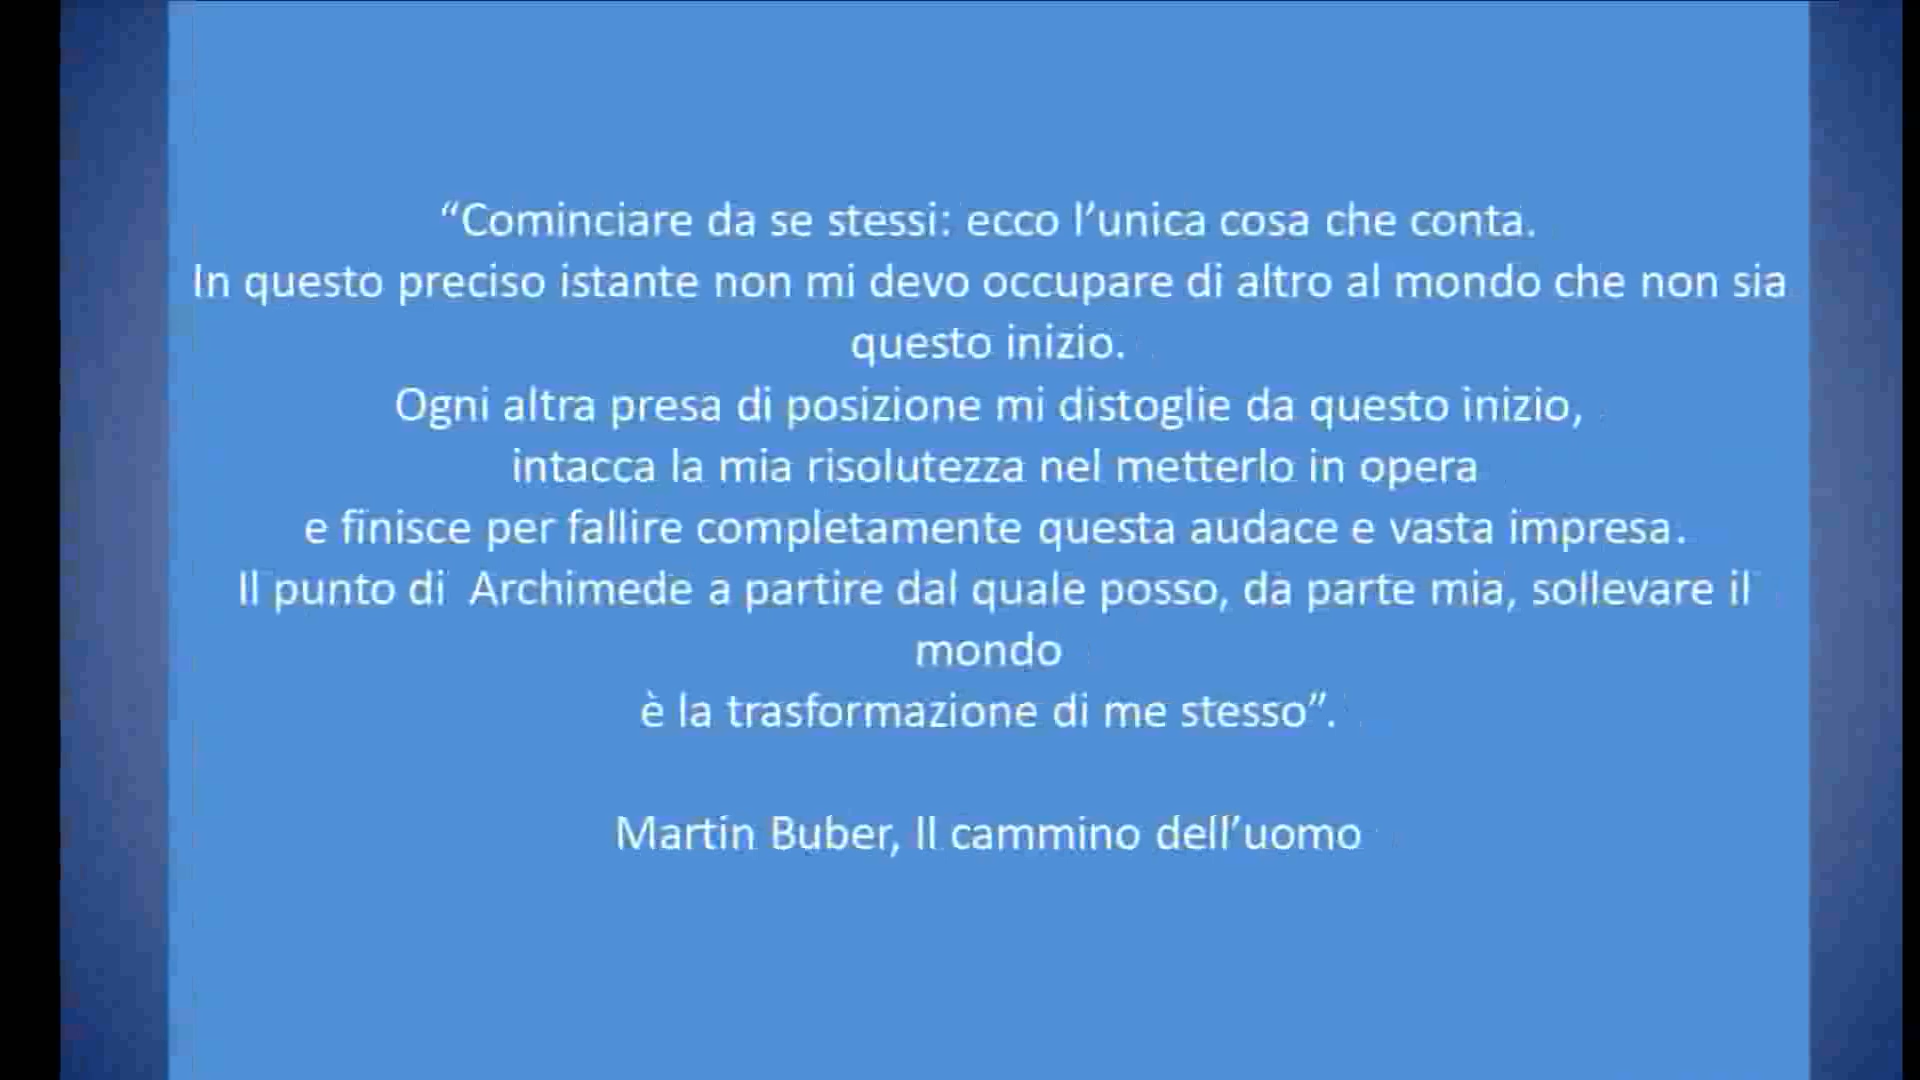 “Cominciare da se stessi: ecco l’unica cosa che conta.
In questo preciso istante non mi devo occupare di altro al mondo che non sia
questo inizio.
Ogni altra presa di posizione mi distoglie da questo inizio,
intacca la mia risolutezza nel metterlo in opera
e finisce per fallire completamente questa audace e vasta impresa.
Il punto di  Archimede a partire dal quale posso, da parte mia, sollevare il
mondo
è la trasformazione di me stesso”.
Martin Buber, Il cammino dell’uomo